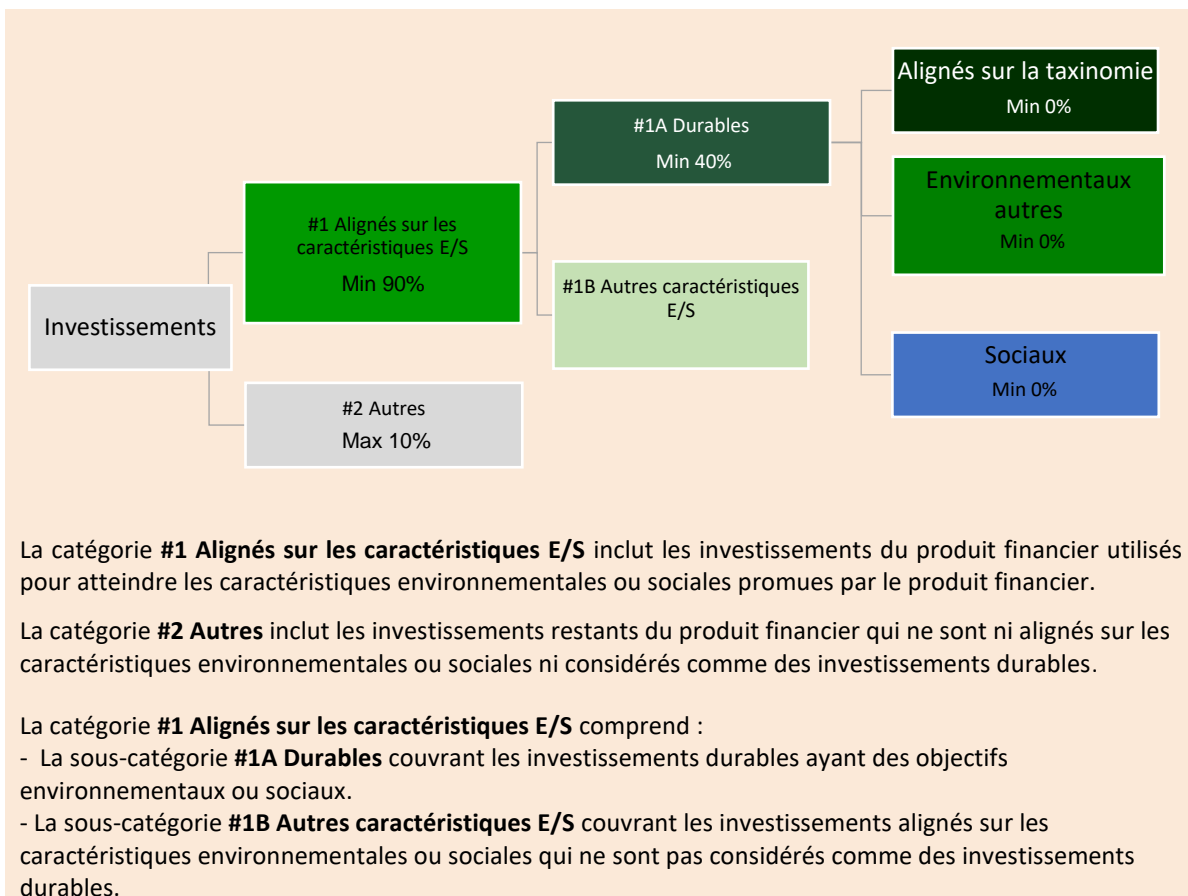 Alignés sur la taxinomie
Min 0%
#1A Durables
Min 40%
Environnementaux
autres
Min 0%
#1 Alignés sur les
caractéristiques E/S
Min 90%
#1B Autres caractéristiques
E/S
Investissements
Sociaux
Min 0%
#2 Autres
Max 10%
La catégorie #1 Alignés sur les caractéristiques E/S inclut les investissements du produit financier utilisés
pour atteindre les caractéristiques environnementales ou sociales promues par le produit financier.
La catégorie #2 Autres inclut les investissements restants du produit financier qui ne sont ni alignés sur les
caractéristiques environnementales ou sociales ni considérés comme des investissements durables.
La catégorie #1 Alignés sur les caractéristiques E/S comprend :
- La sous-catégorie #1A Durables couvrant les investissements durables ayant des objectifs
environnementaux ou sociaux.
- La sous-catégorie #1B Autres caractéristiques E/S couvrant les investissements alignés sur les
caractéristiques environnementales ou sociales qui ne sont pas considérés comme des investissements
durables.